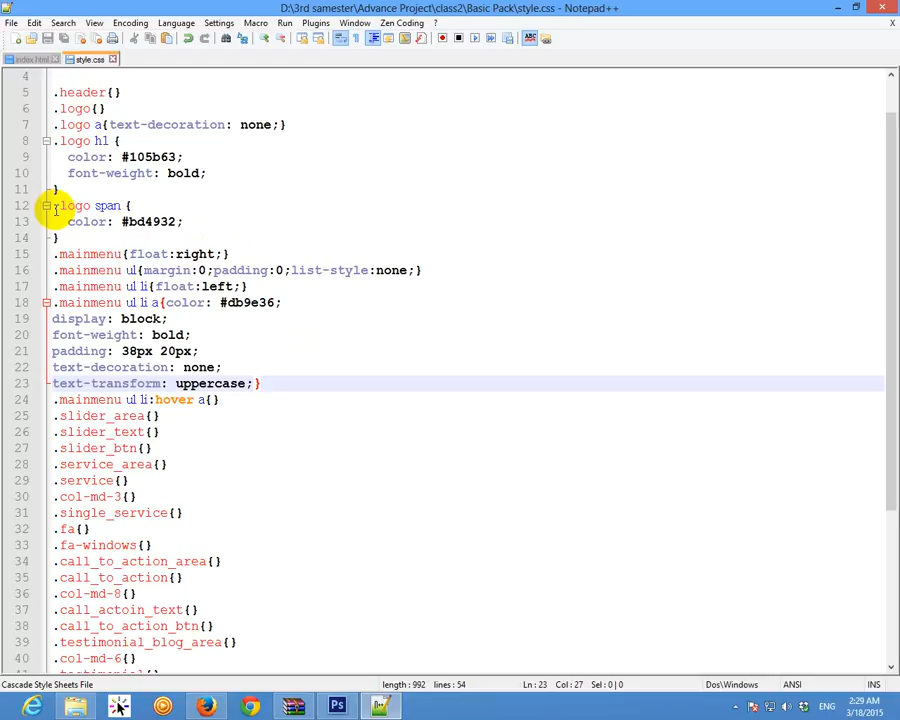 D:\3rd samester\Advance Project\class2\Basic Pack\style.css - Notepad++
File Edit Search View Encoding Language Settings Macro Run Plugins Window Zen Coding ?
X
index.html style.css
4
5 .header{}
6 .logo{}
7 .logo a{text-decoration: none;}
8 .logo h1 {
9 color: #105b63;
10 font-weight: bold;
11 }
12 .logo span {
13 color: #bd4932;
14 }
15 .mainmenu{float:right;}
16 .mainmenu ul{margin:0;padding:0;list-style:none;}
17 .mainmenu ul li{float:left;}
18 .mainmenu ul li a{color: #db9e36;
19 display: block;
20 font-weight: bold;
21 padding: 38px 20px;
22 text-decoration: none;
23 text-transform: uppercase;}
24 .mainmenu ul li:hover a{}
25 .slider_area{}
26 .slider_text{}
27 .slider_btn{}
28 .service_area{}
29 .service{}
30 .col-md-3{}
31 .single_service{}
32 .fa{}
33 .fa-windows{}
34 .call_to_action_area{}
35 .call_to_action{}
36 .col-md-8{}
37 .call_actoin_text{}
38 .call_to_action_btn{}
39 .testimonial_blog_area{}
40 .col-md-6{}
Cascade Style Sheets File length : 992 lines : 54 Ln : 23 Col : 27 Sel : 0 | 0 Dos\Windows ANSI INS
ENG 2:29 AM
3/18/2015